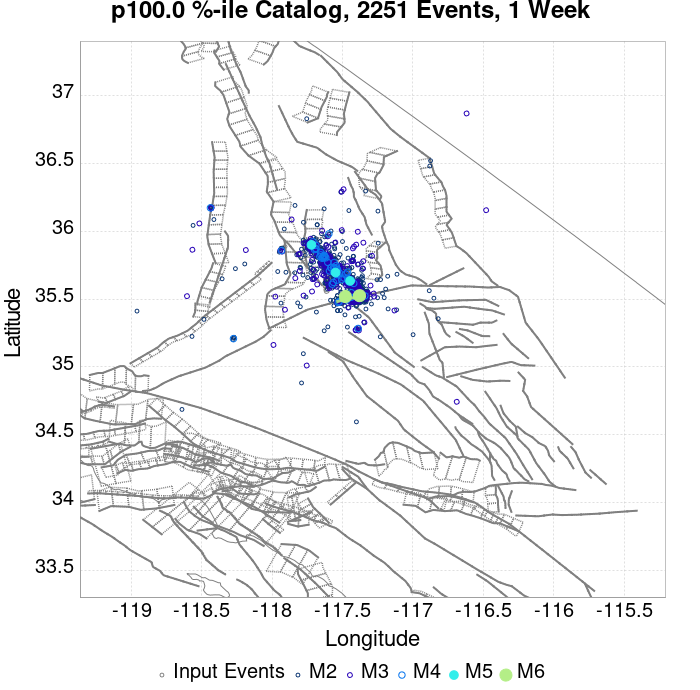 p100.0 %-ile Catalog, 2251 Events, 1 Week
37
36.5
36
35.5
35
34.5
34
33.5
Latitude
-119
-118.5
-118
-117.5
-117
-116.5
-116
-115.5
Longitude
Input Events
M2
M3
M4
M5
M6